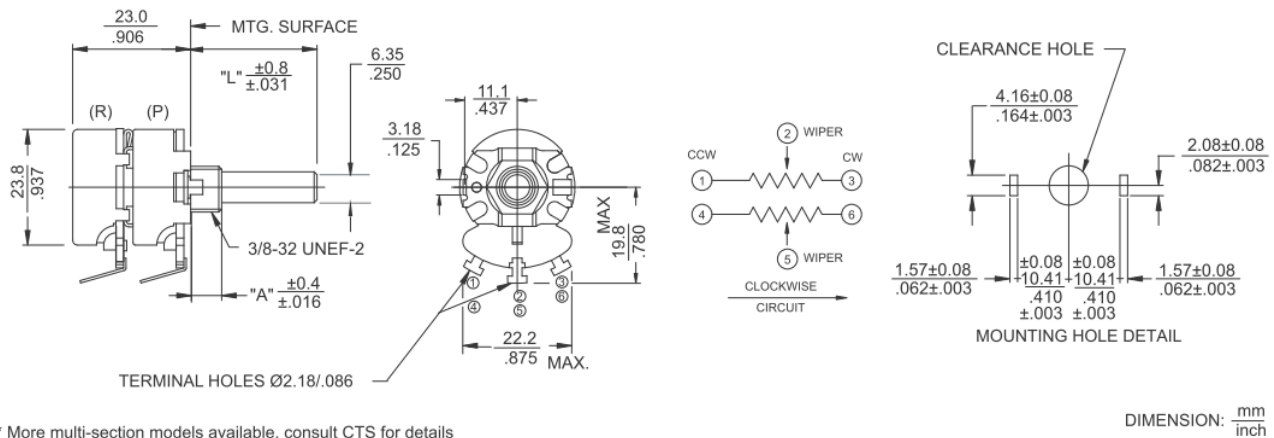 23.0
.906
MTG. SURFACE
"L" ±0.8
±.031
6.35
.250
(R) (P)
23.8
.937
3/8-32 UNEF-2
"A" ±0.4
±.016
TERMINAL HOLES Ø2.18/.086
11.1
.437
3.18
.125
MAX
19.8
.780
1 2 3
4 5 6
22.2
.875
MAX.
2 WIPER
CCW CW
1 3
4 6
5 WIPER
CLOCKWISE
CIRCUIT
CLEARANCE HOLE
4.16±0.08
.164±.003
2.08±0.08
.082±.003
1.57±0.08
.062±.003
±0.08
10.41
.410
±.003
±0.08
10.41
.410
±.003
1.57±0.08
.062±.003
MOUNTING HOLE DETAIL
DIMENSION: mm
inch
* More multi-section models available, consult CTS for details